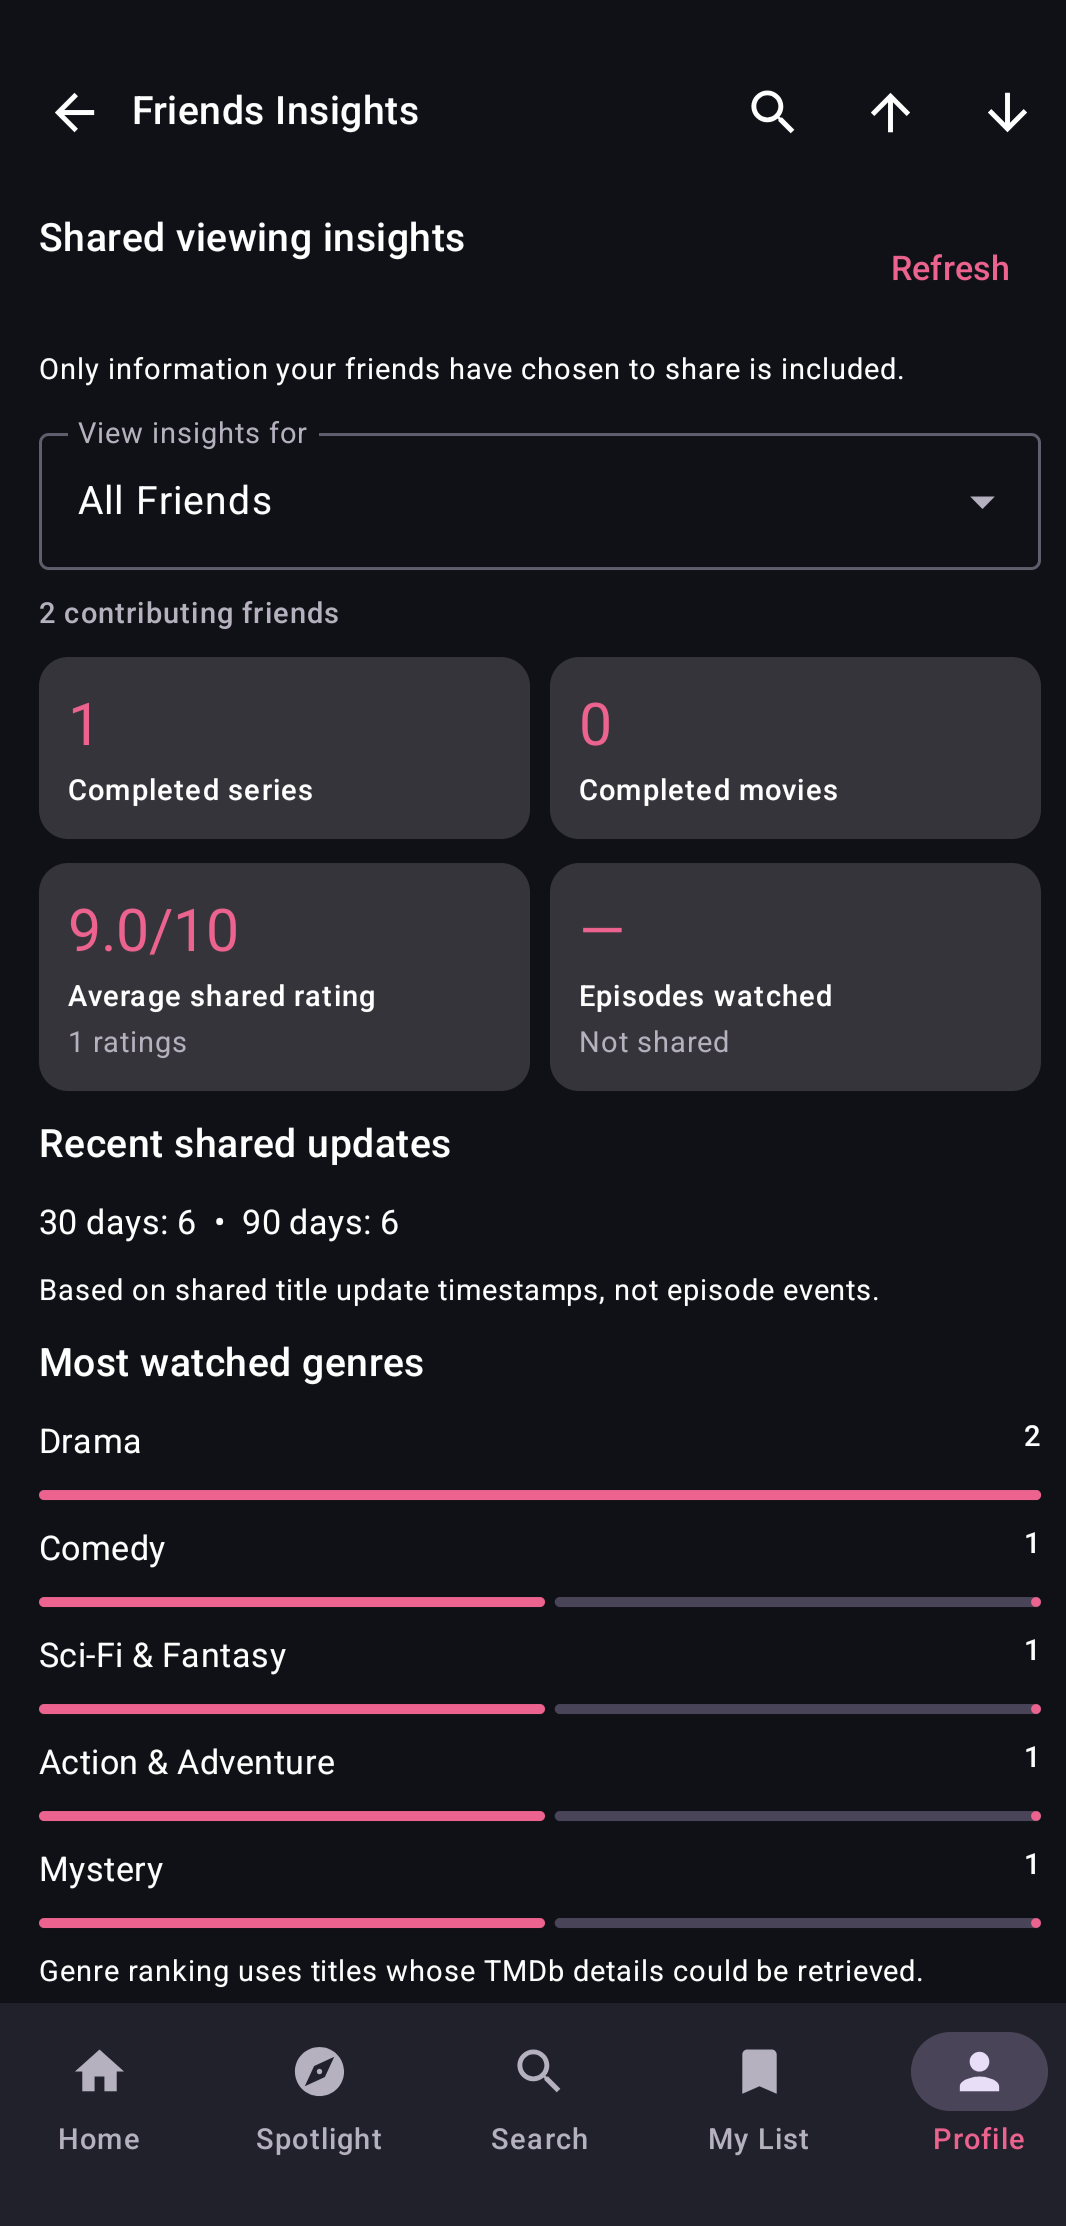 Friends Insights
Shared viewing insights
Refresh
Only information your friends have chosen to share is included.
View insights for
All Friends
2 contributing friends
1
Completed series
0
Completed movies
9.0/10
Average shared rating
1 ratings
—
Episodes watched
Not shared
Recent shared updates
30 days: 6 • 90 days: 6
Based on shared title update timestamps, not episode events.
Most watched genres
Drama 2
Comedy 1
Sci-Fi & Fantasy 1
Action & Adventure 1
Mystery 1
Genre ranking uses titles whose TMDb details could be retrieved.
Home Spotlight Search My List Profile